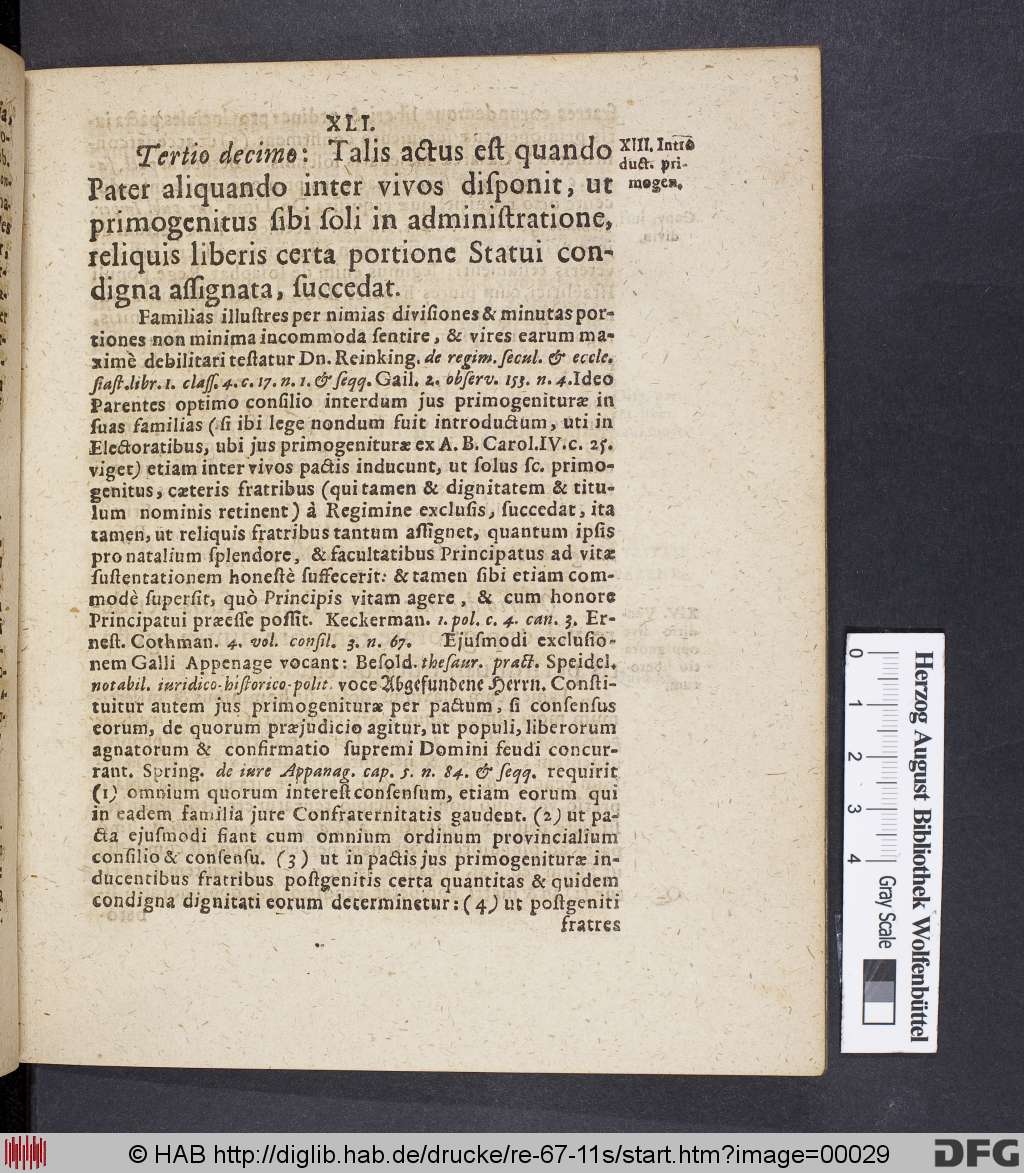 XLI.
Tertio decimo: Talis actus eſt quando
Pater aliquando inter vivos diſponit, ut
primogenitus ſibi ſoli in adminiſtratione,
reliquis liberis certa portione Statui con-
digna aſſignata, ſuccedat.
XIII. Intrō
duct. pri-
mogen.
Familias illuſtres per nimias diviſiones & minutas por-
tiones non minima incommoda ſentire, & vires earum ma-
ximè debilitari teſtatur Dn. Reinking. de regim. ſecul. & eccle-
ſiaſt. libr. 1. claſſ. 4. c. 17. n. 1. & ſeqq. Gail. 2. obſerv. 153. n. 4. Ideo
Parentes optimo conſilio interdum jus primogenituræ in
ſuas familias (ſi ibi lege nondum fuit introductum, uti in
Electoratibus, ubi jus primogenituræ ex A. B. Carol. IV. c. 25.
viget) etiam inter vivos pactis inducunt, ut ſolus ſc. primo-
genitus, cæteris fratribus (qui tamen & dignitatem & titu-
lum nominis retinent) à Regimine excluſis, ſuccedat, ita
tamen, ut reliquis fratribus tantum aſſignet, quantum ipſis
pro natalium ſplendore, & facultatibus Principatus ad vitæ
ſuſtentationem honeſtè ſuffecerit: & tamen ſibi etiam com-
modè ſuperſit, quò Principis vitam agere, & cum honore
Principatui præeſſe poſſit. Keckerman. 1. pol. c. 4. can. 3. Er-
neſt. Cothman. 4. vol. conſil. 3. n. 67. Ejuſmodi excluſio-
nem Galli Appenage vocant: Beſold. theſaur. pract. Speidel.
notabil. iuridico-hiſtorico-polit. voce Abgefundene Herrn. Conſti-
tuitur autem jus primogenituræ per pactum, ſi conſenſus
eorum, de quorum præjudicio agitur, ut populi, liberorum
agnatorum & confirmatio ſupremi Domini feudi concur-
rant. Spring. de iure Appanag. cap. 5. n. 84. & ſeqq. requirit
(1) omnium quorum intereſt conſenſum, etiam eorum qui
in eadem familia jure Confraternitatis gaudent. (2) ut pa-
cta ejuſmodi fiant cum omnium ordinum provincialium
conſilio & conſenſu. (3) ut in pactis jus primogenituræ in-
ducentibus fratribus poſtgenitis certa quantitas & quidem
condigna dignitati eorum determinetur: (4) ut poſtgeniti
fratres
0 1 2 3 4
Gray Scale
Herzog August Bibliothek Wolfenbüttel
© HAB http://diglib.hab.de/drucke/re-67-11s/start.htm?image=00029
DFG